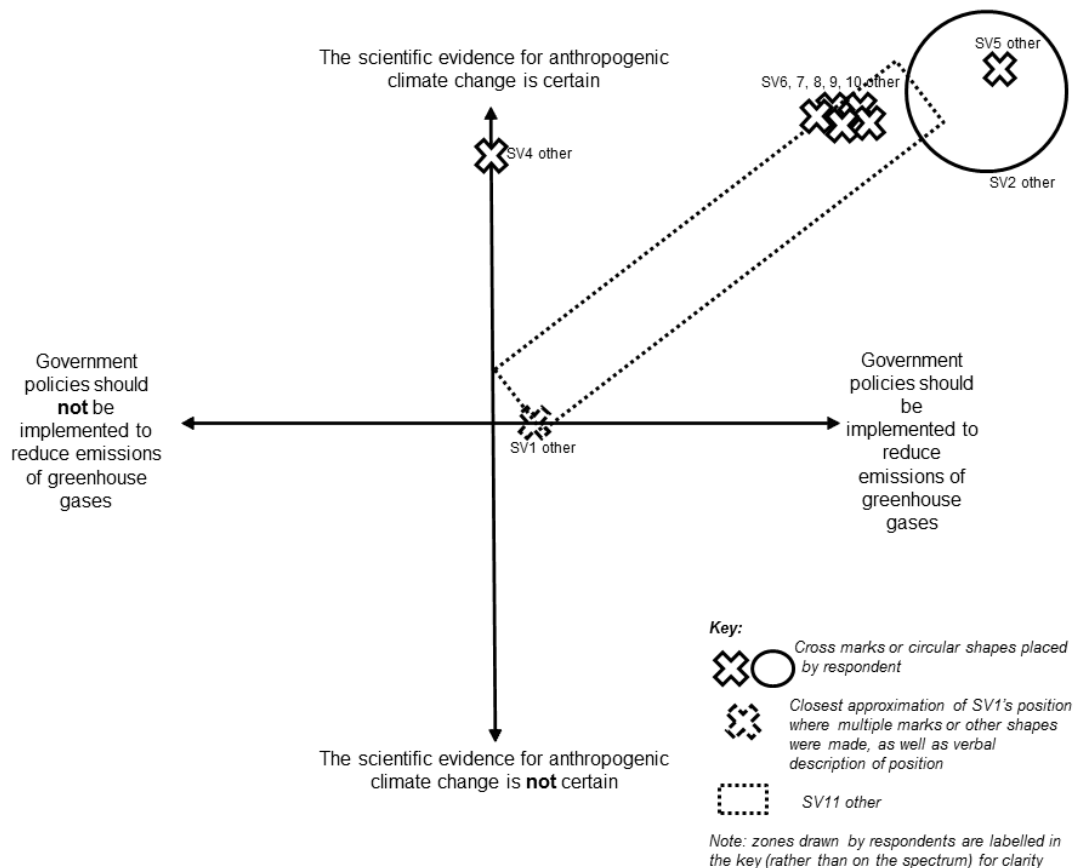 The scientific evidence for anthropogenic
climate change is certain
SV5 other
SV6, 7, 8, 9, 10 other
SV4 other
SV2 other
Government
policies should
not be
implemented to
reduce emissions
of greenhouse
gases
Government
policies should
be
implemented to
reduce
emissions of
greenhouse
gases
SV1 other
The scientific evidence for anthropogenic
climate change is not certain
Key:
Cross marks or circular shapes placed
by respondent
Closest approximation of SV1's position
where multiple marks or other shapes
were made, as well as verbal
description of position
SV11 other
Note: zones drawn by respondents are labelled in
the key (rather than on the spectrum) for clarity